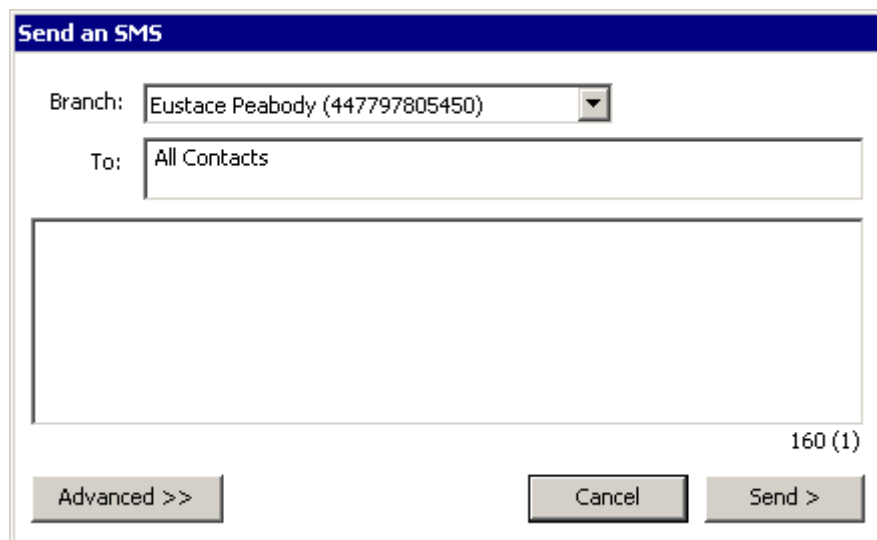 Send an SMS
Branch: Eustace Peabody (447797805450)
To: All Contacts
160 (1)
Advanced >> Cancel Send >